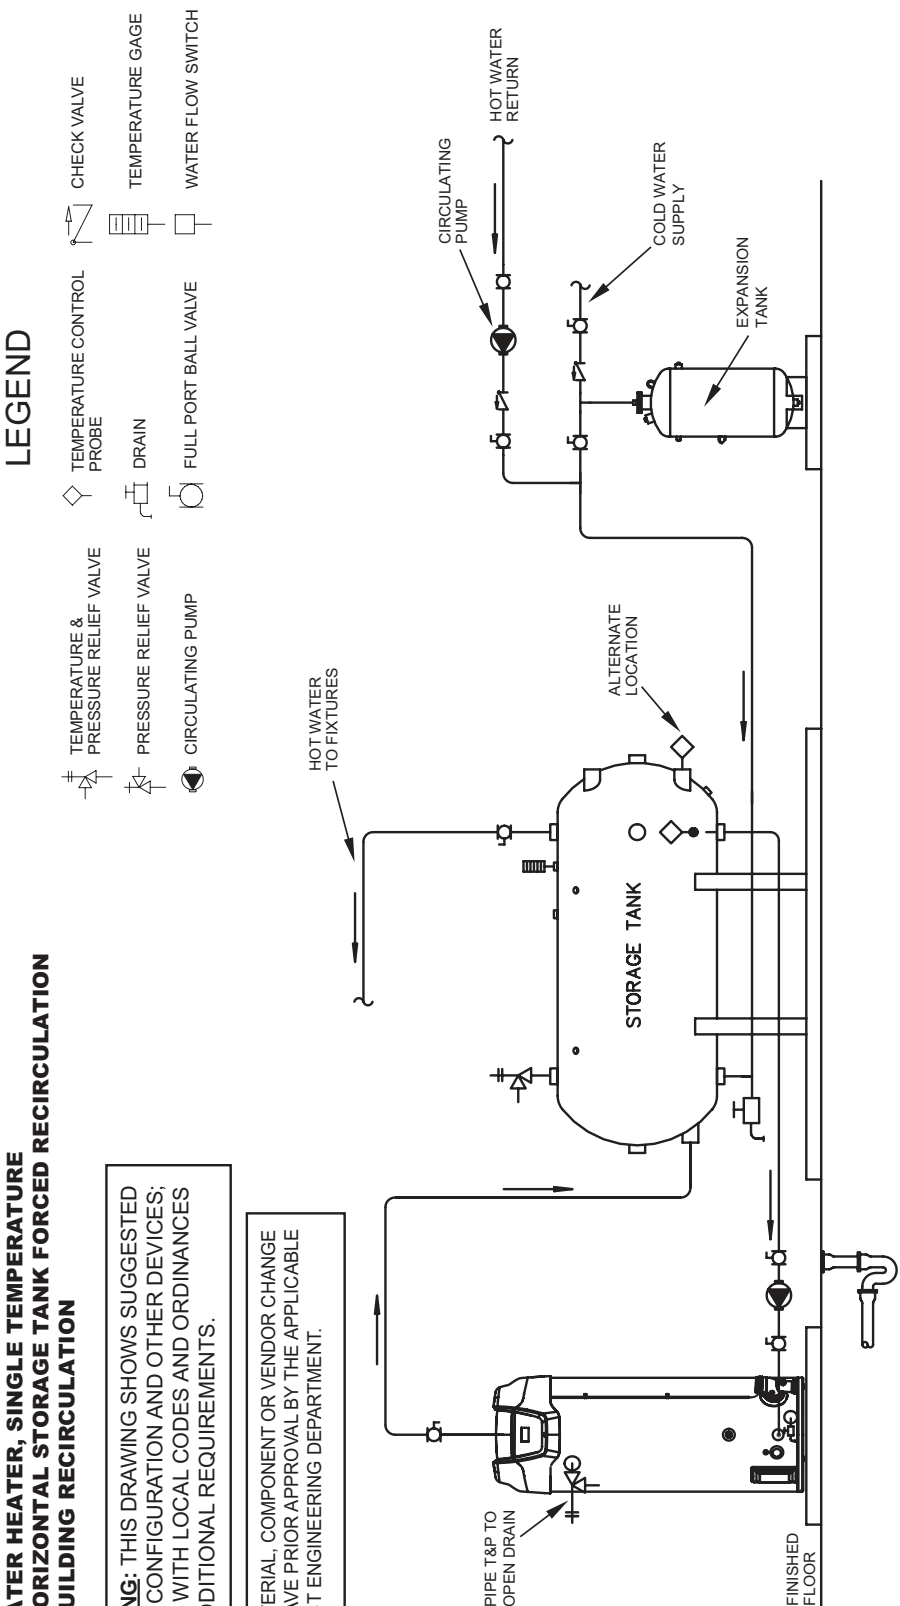 ATER HEATER, SINGLE TEMPERATURE
ORIZONTAL STORAGE TANK FORCED RECIRCULATION
UILDING RECIRCULATION
NG: THIS DRAWING SHOWS SUGGESTED
CONFIGURATION AND OTHER DEVICES;
WITH LOCAL CODES AND ORDINANCES
DDITIONAL REQUIREMENTS.
TERIAL, COMPONENT OR VENDOR CHANGE
AVE PRIOR APPROVAL BY THE APPLICABLE
T ENGINEERING DEPARTMENT.
LEGEND
TEMPERATURE &
PRESSURE RELIEF VALVE
PRESSURE RELIEF VALVE
CIRCULATING PUMP
TEMPERATURE CONTROL
PROBE
DRAIN
FULL PORT BALL VALVE
CHECK VALVE
TEMPERATURE GAGE
WATER FLOW SWITCH
HOT WATER
TO FIXTURES
CIRCULATING
PUMP
HOT WATER
RETURN
COLD WATER
SUPPLY
ALTERNATE
LOCATION
EXPANSION
TANK
STORAGE TANK
PIPE T&P TO
OPEN DRAIN
FINISHED
FLOOR